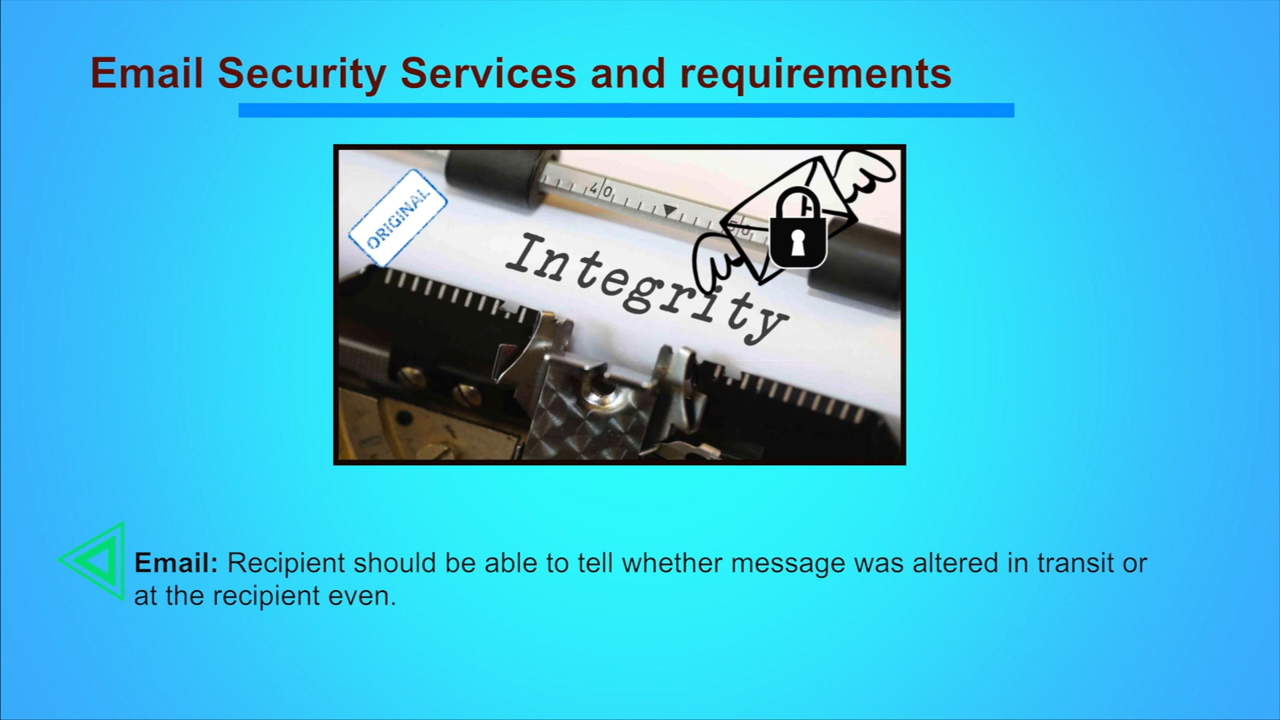 Email Security Services and requirements
ORIGINAL
40
50
Integrity
Email: Recipient should be able to tell whether message was altered in transit or
at the recipient even.